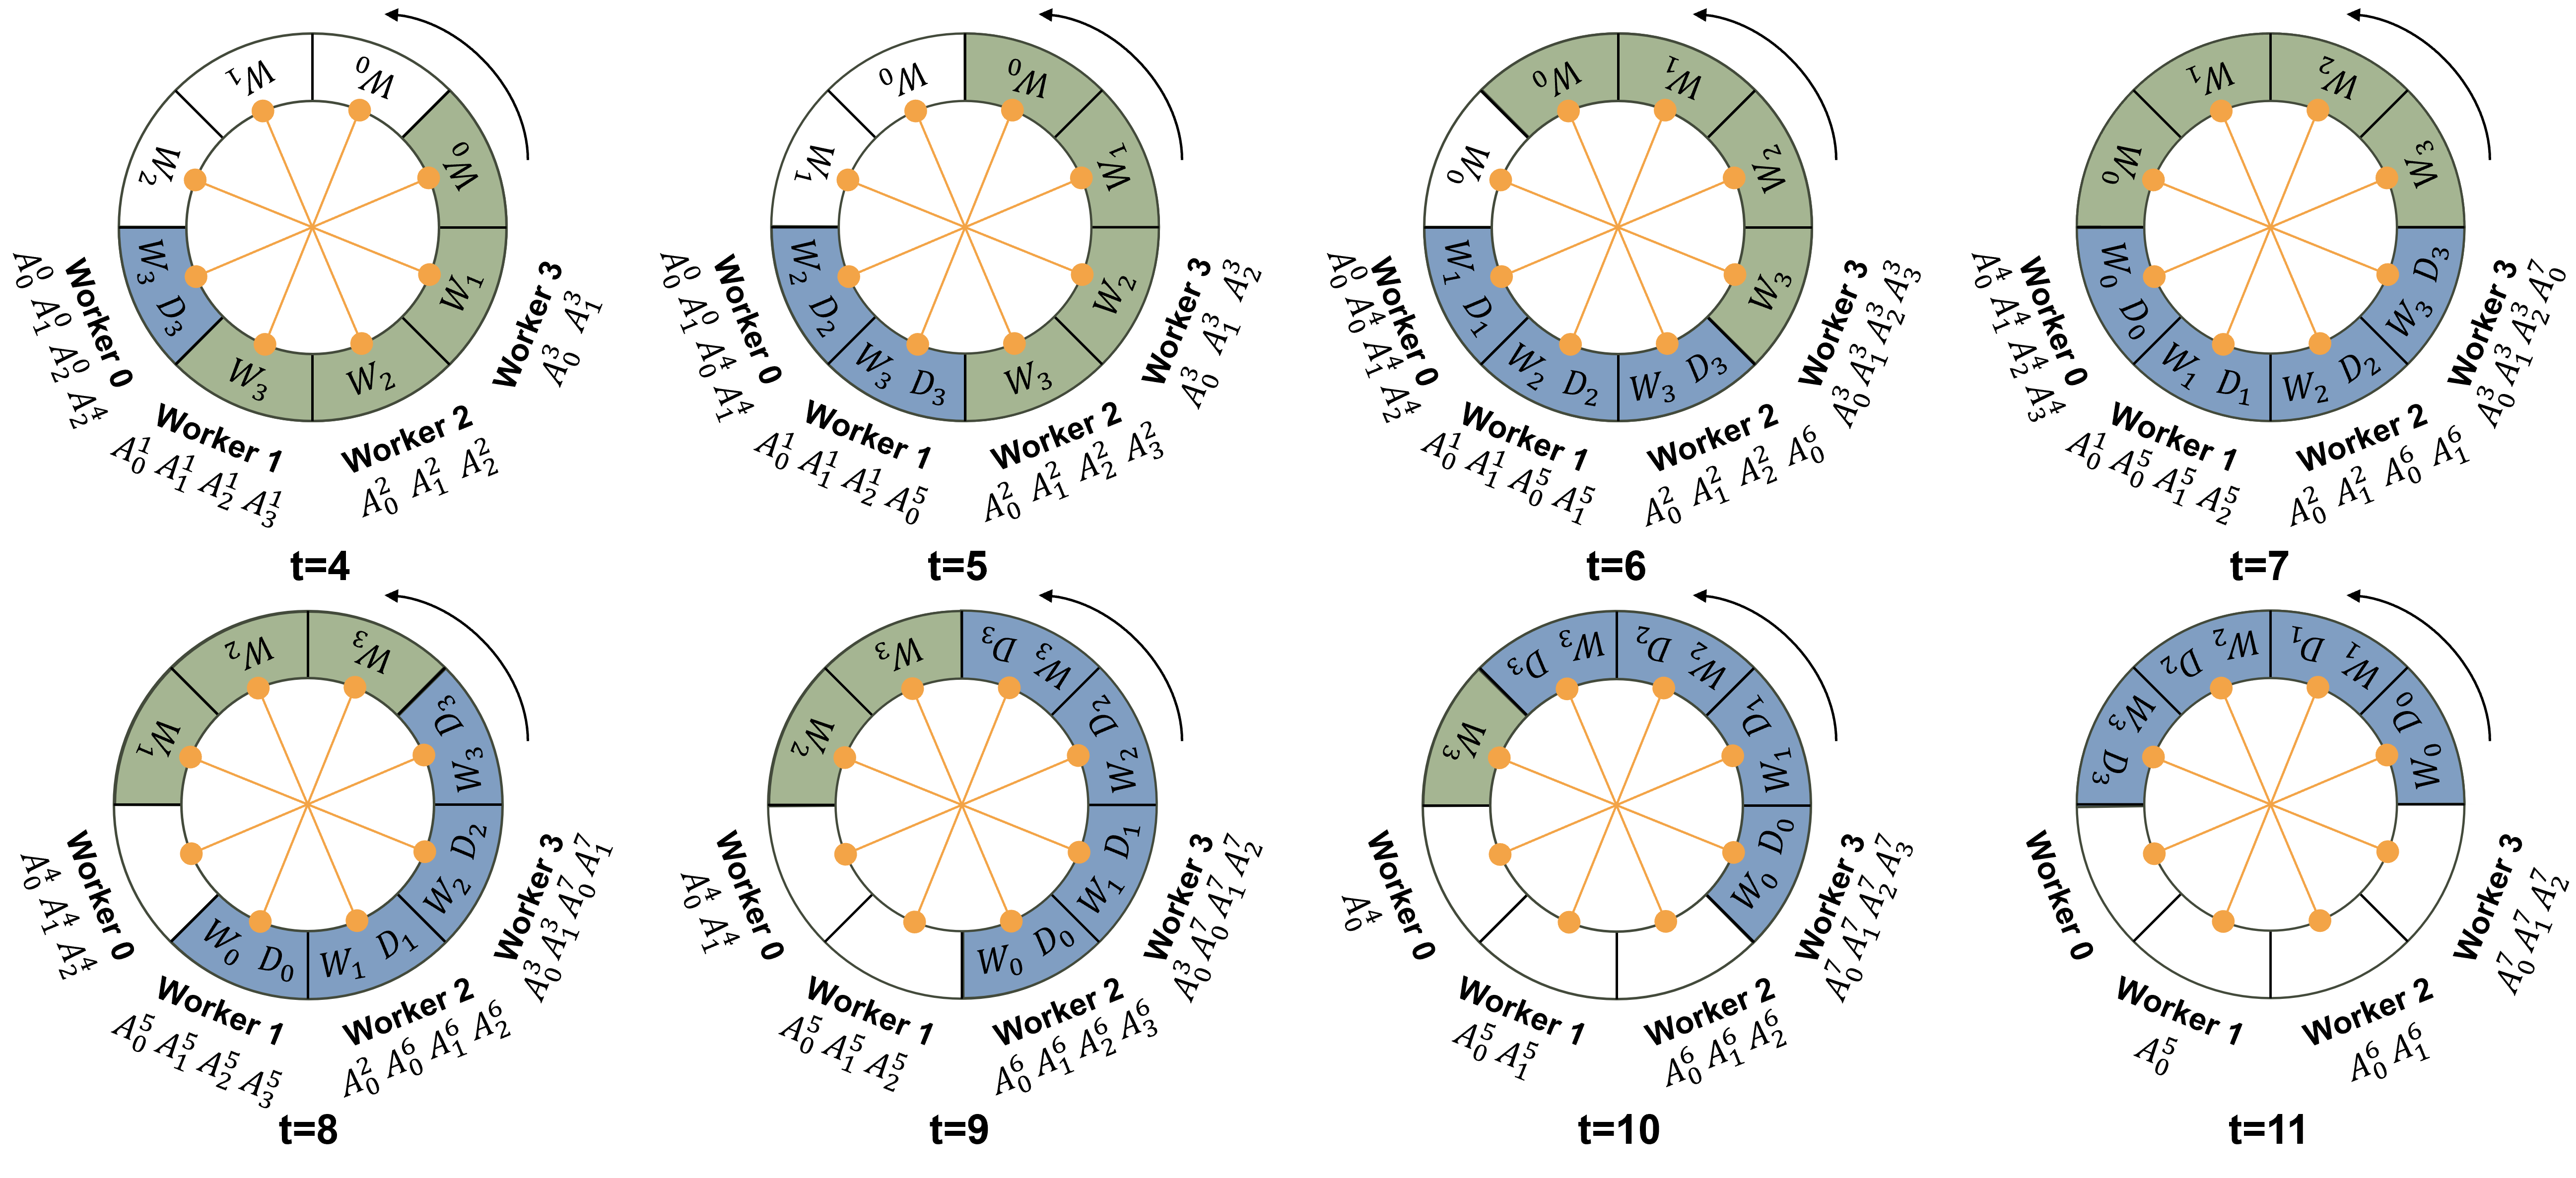 W₂
W₁
W₀
W₀
W₁
W₂
W₃
W₃ D₃
Worker 0
A₀⁰ A₁⁰ A₂⁰ A₂⁴
Worker 1
A₀¹ A₁¹ A₂¹ A₃¹
Worker 2
A₀² A₁² A₂²
Worker 3
A₀³ A₁³
t=4
W₁
W₀
W₀
W₁
W₂
W₃
W₃ D₃
W₂ D₂
Worker 0
A₀⁰ A₁⁰ A₀⁴ A₁⁴
Worker 1
A₀¹ A₁¹ A₂¹ A₀⁵
Worker 2
A₀² A₁² A₂² A₃²
Worker 3
A₀³ A₁³ A₂³
t=5
W₀
W₀
W₁
W₂
W₃
W₃ D₃
W₂ D₂
W₁ D₁
Worker 0
A₀⁰ A₀⁴ A₁⁴ A₂⁴
Worker 1
A₀¹ A₁¹ A₀⁵ A₁⁵
Worker 2
A₀² A₁² A₂² A₀⁶
Worker 3
A₀³ A₁³ A₂³ A₃³
t=6
W₀
W₁
W₂
W₃
W₃ D₃
W₂ D₂
W₁ D₁
W₀ D₀
Worker 0
A₀⁴ A₁⁴ A₂⁴ A₃⁴
Worker 1
A₀¹ A₀⁵ A₁⁵ A₂⁵
Worker 2
A₀² A₁² A₀⁶ A₁⁶
Worker 3
A₀³ A₁³ A₂³ A₀⁷
t=7
W₁
W₂
W₃
W₃ D₃
W₂ D₂
W₁ D₁
W₀ D₀
Worker 0
A₀⁴ A₁⁴ A₂⁴
Worker 1
A₀⁵ A₁⁵ A₂⁵ A₃⁵
Worker 2
A₀² A₀⁶ A₁⁶ A₂⁶
Worker 3
A₀³ A₁³ A₀⁷ A₁⁷
t=8
W₂
W₃
W₃ D₃
W₂ D₂
W₁ D₁
W₀ D₀
Worker 0
A₀⁴ A₁⁴
Worker 1
A₀⁵ A₁⁵ A₂⁵
Worker 2
A₀⁶ A₁⁶ A₂⁶ A₃⁶
Worker 3
A₀³ A₀⁷ A₁⁷ A₂⁷
t=9
W₃
W₃ D₃
W₂ D₂
W₁ D₁
W₀ D₀
Worker 0
A₀⁴
Worker 1
A₀⁵ A₁⁵
Worker 2
A₀⁶ A₁⁶ A₂⁶
Worker 3
A₀⁷ A₁⁷ A₂⁷ A₃⁷
t=10
W₃ D₃
W₂ D₂
W₁ D₁
W₀ D₀
Worker 0
Worker 1
A₀⁵
Worker 2
A₀⁶ A₁⁶
Worker 3
A₀⁷ A₁⁷ A₂⁷
t=11